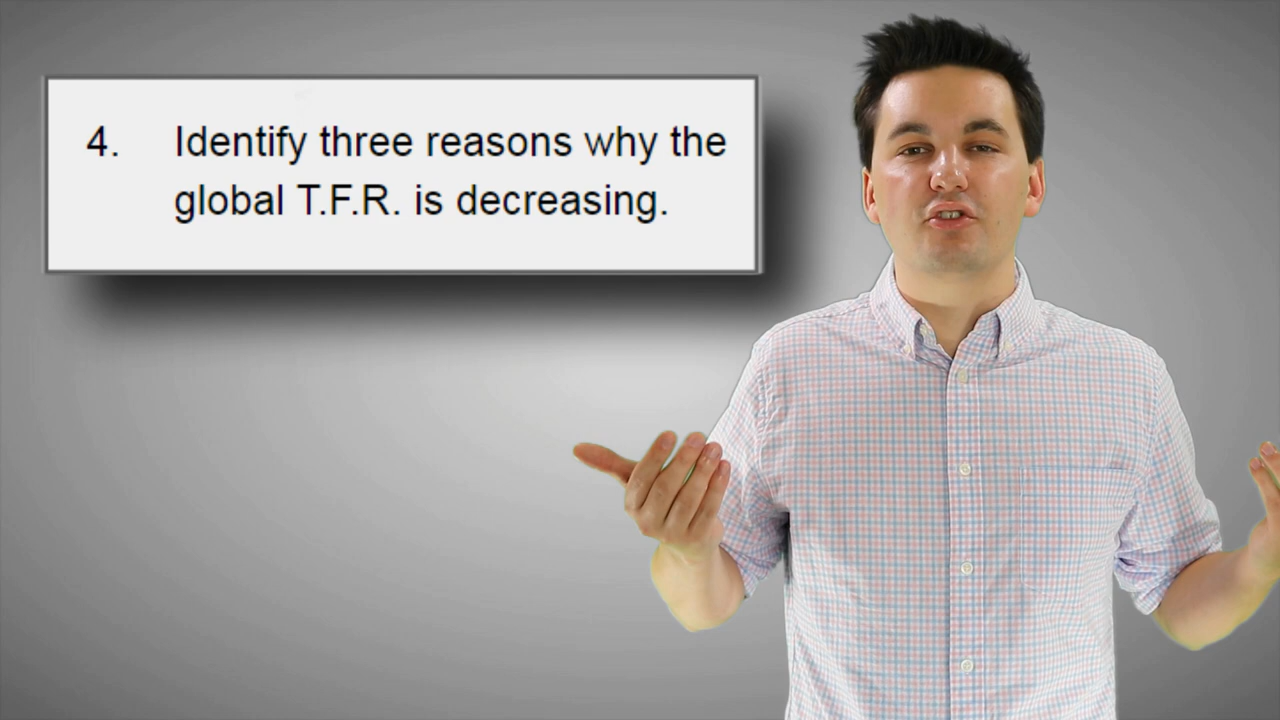 4. Identify three reasons why the
global T.F.R. is decreasing.